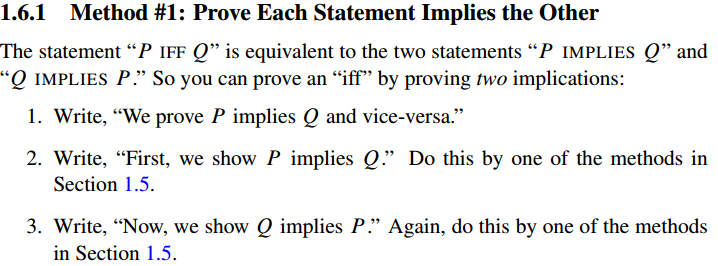 1.6.1 Method #1: Prove Each Statement Implies the Other
The statement “P IFF Q” is equivalent to the two statements “P IMPLIES Q” and
“Q IMPLIES P.” So you can prove an “iff” by proving two implications:
1. Write, “We prove P implies Q and vice-versa.”
2. Write, “First, we show P implies Q.” Do this by one of the methods in
Section 1.5.
3. Write, “Now, we show Q implies P.” Again, do this by one of the methods
in Section 1.5.